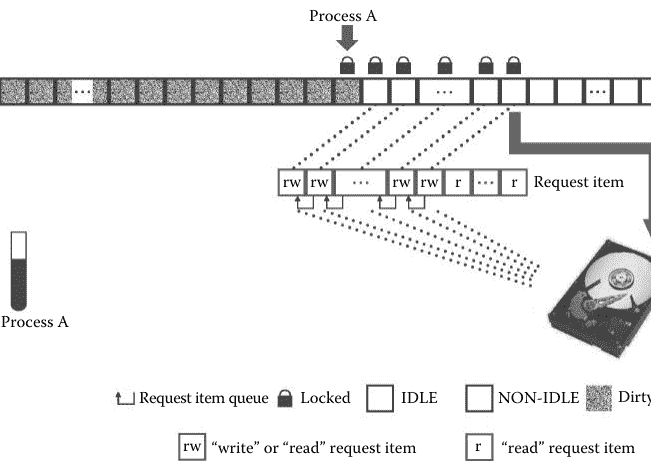 Process A
... ... ...
rw rw ... rw rw r ... r Request item
Process A
Request item queue Locked IDLE NON-IDLE Dirty
rw "write" or "read" request item r "read" request item